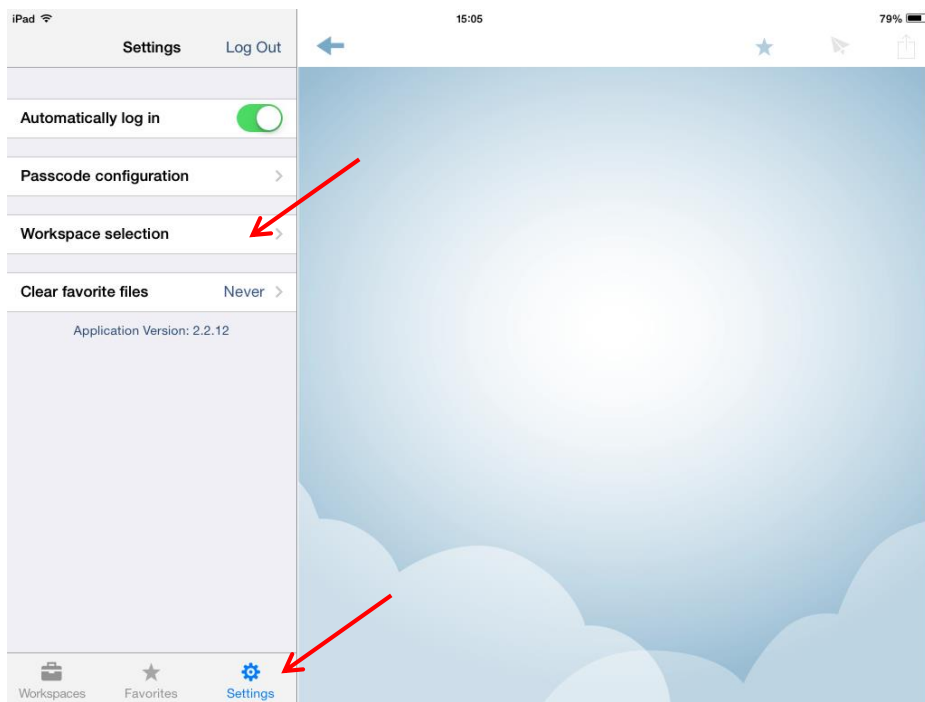 iPad 15:05 79%
Settings Log Out
Automatically log in
Passcode configuration
Workspace selection
Clear favorite files Never
Application Version: 2.2.12
Workspaces Favorites Settings